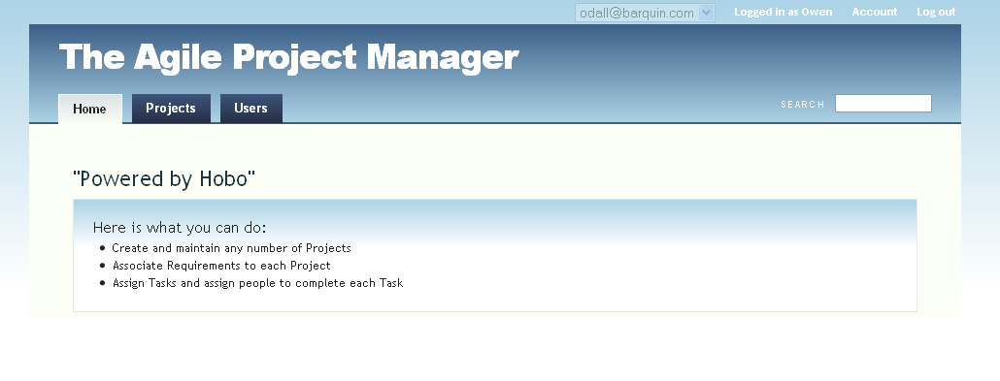 odall@barquin.com Logged in as Owen Account Log out
The Agile Project Manager
Home Projects Users SEARCH
"Powered by Hobo"
Here is what you can do:
Create and maintain any number of Projects
Associate Requirements to each Project
Assign Tasks and assign people to complete each Task